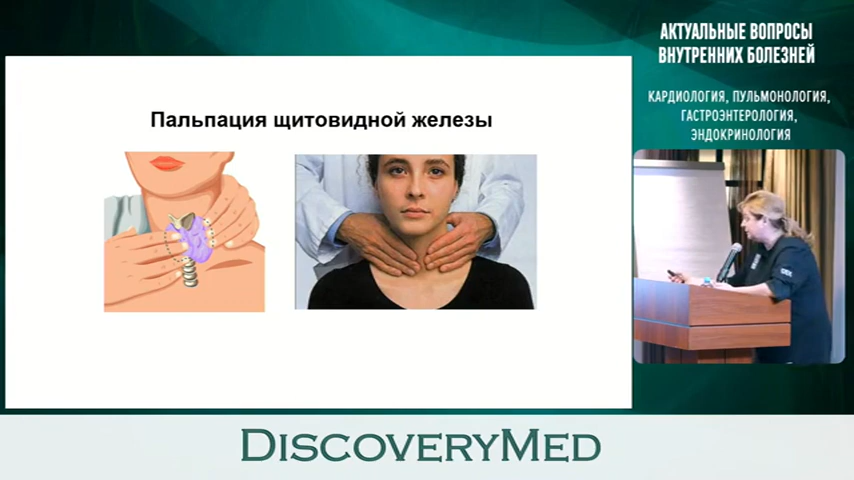 АКТУАЛЬНЫЕ ВОПРОСЫ
ВНУТРЕННИХ БОЛЕЗНЕЙ
КАРДИОЛОГИЯ, ПУЛЬМОНОЛОГИЯ,
ГАСТРОЭНТЕРОЛОГИЯ,
ЭНДОКРИНОЛОГИЯ
Пальпация щитовидной железы
DISCOVERYMED